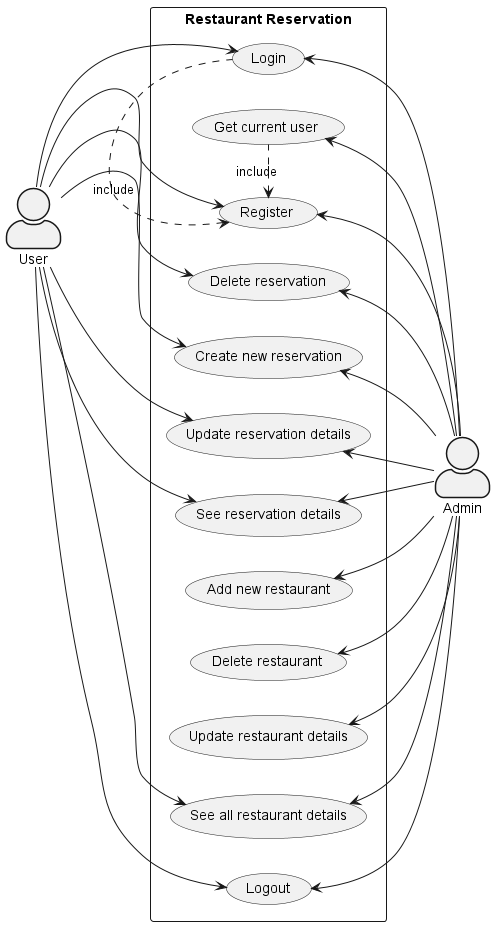 Restaurant Reservation
Login
Get current user
include
include
Register
User
Delete reservation
Create new reservation
Update reservation details
See reservation details
Admin
Add new restaurant
Delete restaurant
Update restaurant details
See all restaurant details
Logout